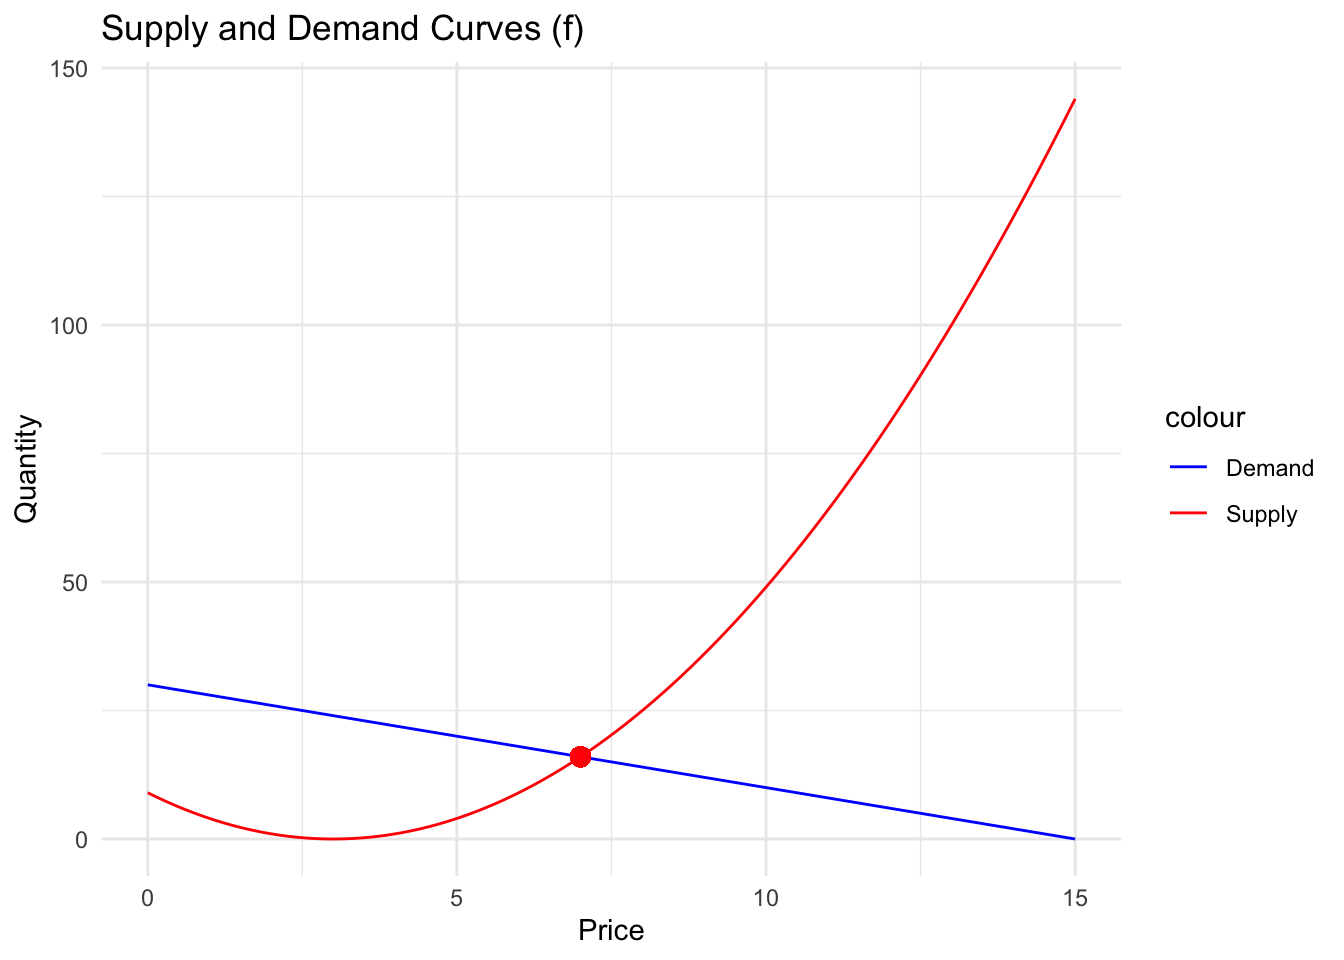 Supply and Demand Curves (f)
150
100
50
0
Quantity
0 5 10 15
Price
colour
Demand
Supply